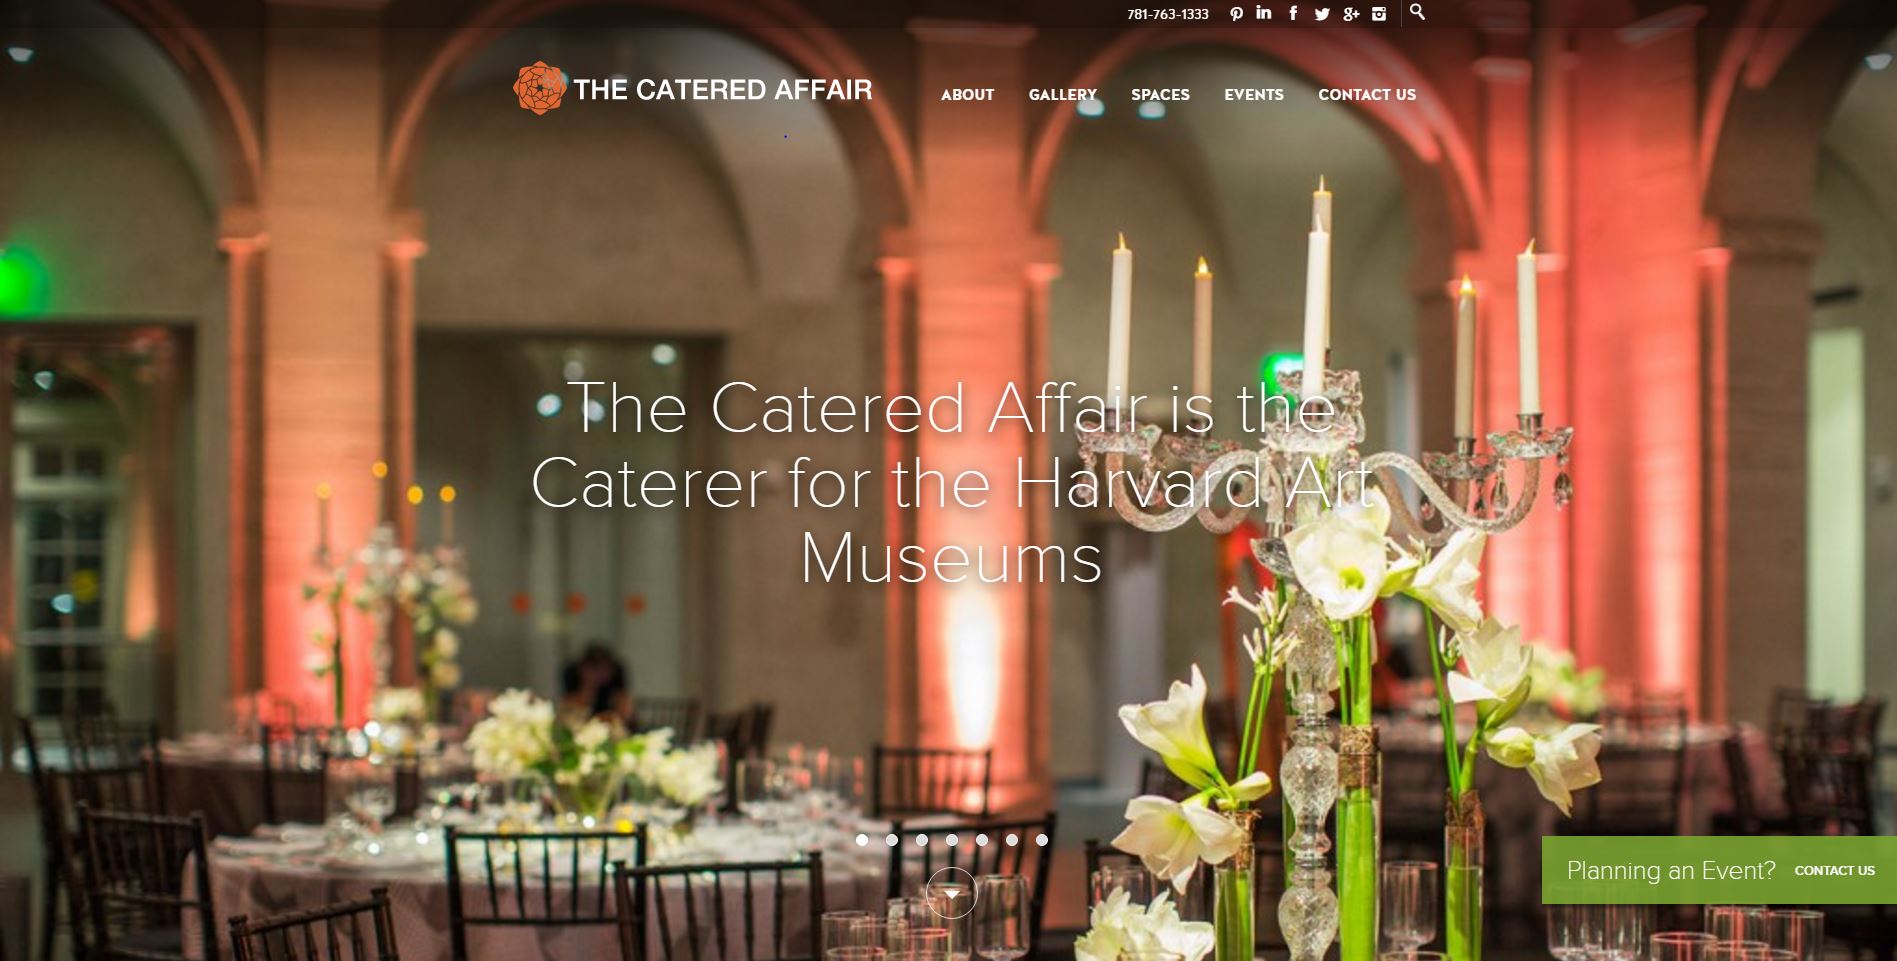 781-763-1333
THE CATERED AFFAIR
ABOUT GALLERY SPACES EVENTS CONTACT US
The Catered Affair is the
Caterer for the Harvard Art
Museums
Planning an Event? CONTACT US